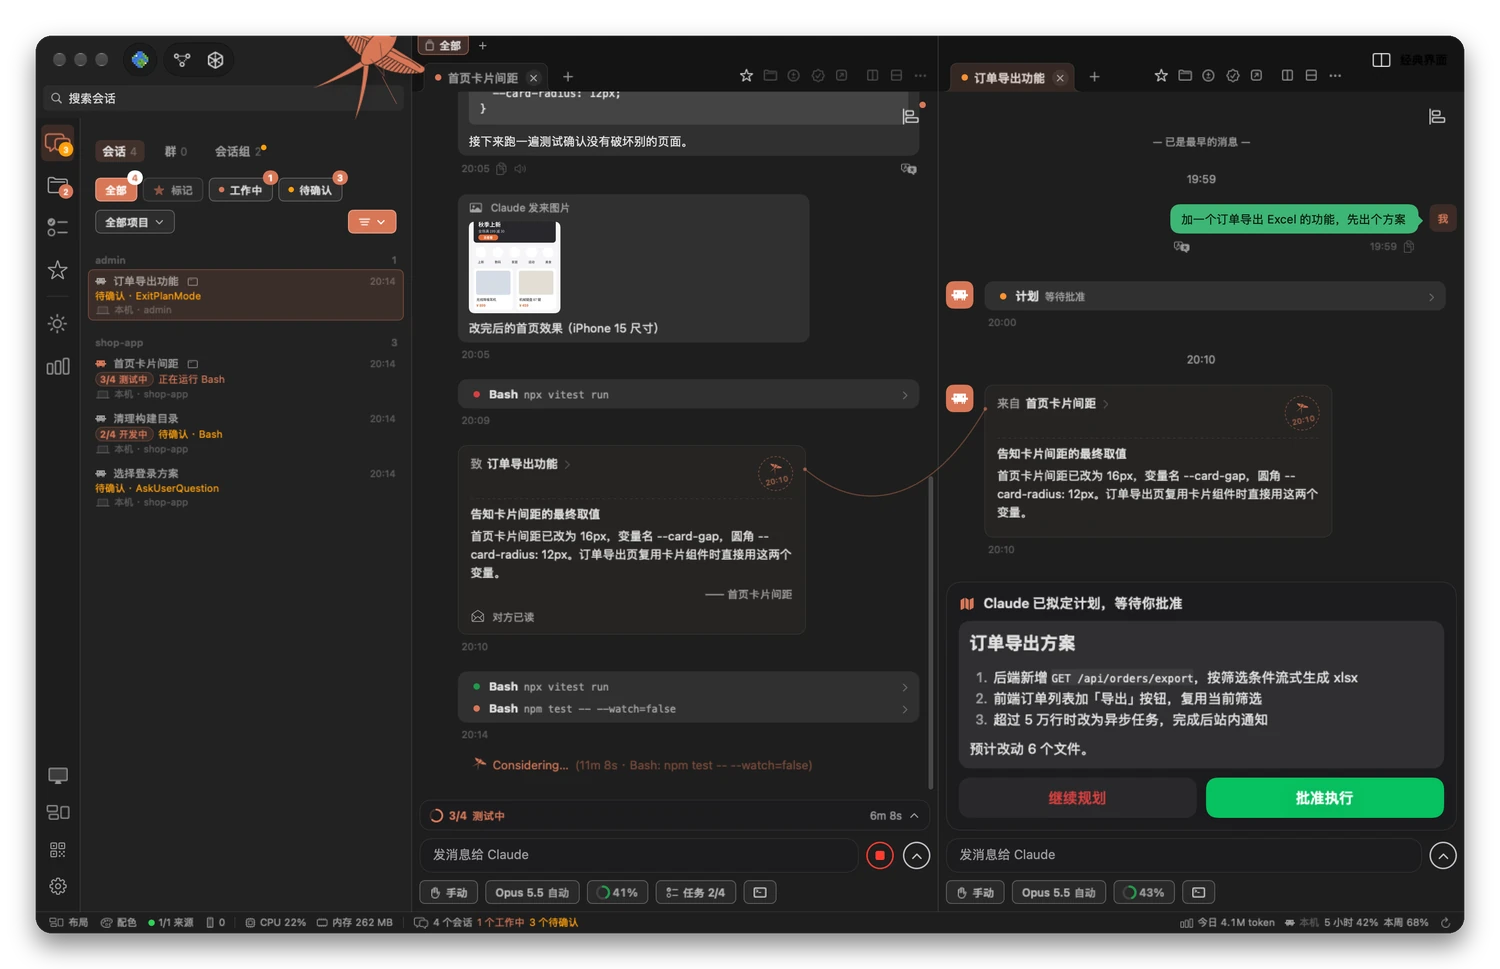 搜索会话
3
2
会话 4
群 0
会话组 2
全部
4
标记
工作中
1
待确认
3
全部项目
admin
1
订单导出功能
20:14
待确认 · ExitPlanMode
本机 · admin
shop-app
3
首页卡片间距
20:14
3/4 测试中 正在运行 Bash
本机 · shop-app
清理构建目录
20:14
2/4 开发中 待确认 · Bash
本机 · shop-app
选择登录方案
20:14
待确认 · AskUserQuestion
本机 · shop-app
全部
首页卡片间距
--card-radius: 12px;
}
接下来跑一遍测试确认没有破坏别的页面。
20:05
Claude 发来图片
秋季上新
改完后的首页效果（iPhone 15 尺寸）
20:05
Bash npx vitest run
20:09
致 订单导出功能
20:10
告知卡片间距的最终取值
首页卡片间距已改为 16px，变量名 --card-gap，圆角 --
card-radius: 12px。订单导出页复用卡片组件时直接用这两个
变量。
—— 首页卡片间距
对方已读
20:10
Bash npx vitest run
Bash npm test -- --watch=false
20:14
Considering... (11m 8s · Bash: npm test -- --watch=false)
3/4 测试中
6m 8s
发消息给 Claude
手动
Opus 5.5 自动
41%
任务 2/4
经典界面
订单导出功能
— 已是最早的消息 —
19:59
加一个订单导出 Excel 的功能，先出个方案
我
19:59
计划 等待批准
20:00
20:10
来自 首页卡片间距
20:10
告知卡片间距的最终取值
首页卡片间距已改为 16px，变量名 --card-gap，圆角 --
card-radius: 12px。订单导出页复用卡片组件时直接用这两个
变量。
20:10
Claude 已拟定计划，等待你批准
订单导出方案
1. 后端新增 GET /api/orders/export，按筛选条件流式生成 xlsx
2. 前端订单列表加「导出」按钮，复用当前筛选
3. 超过 5 万行时改为异步任务，完成后站内通知
预计改动 6 个文件。
继续规划
批准执行
发消息给 Claude
手动
Opus 5.5 自动
43%
布局
配色
1/1 来源
0
CPU 22%
内存 262 MB
4 个会话 1 个工作中 3 个待确认
今日 4.1M token
本机 5 小时 42% 本周 68%